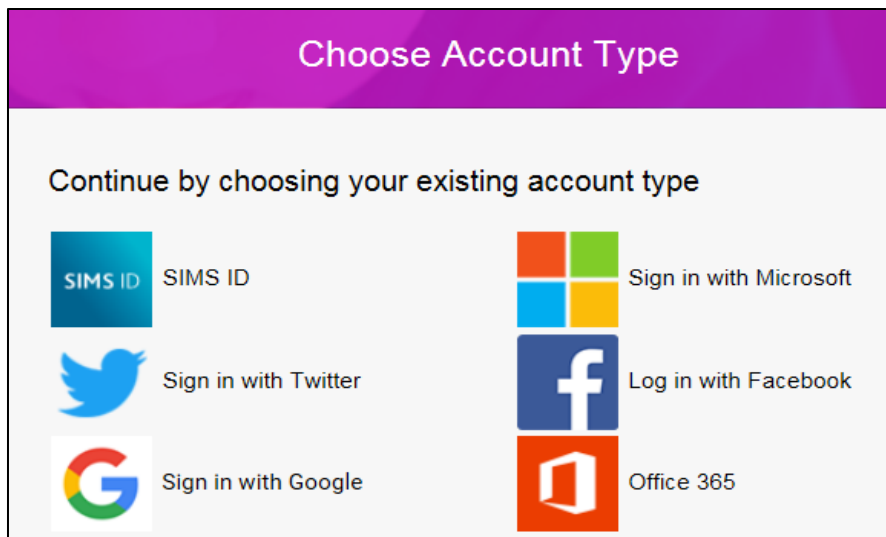 Choose Account Type
Continue by choosing your existing account type
SIMS ID SIMS ID
Sign in with Microsoft
Sign in with Twitter
Log in with Facebook
Sign in with Google
Office 365